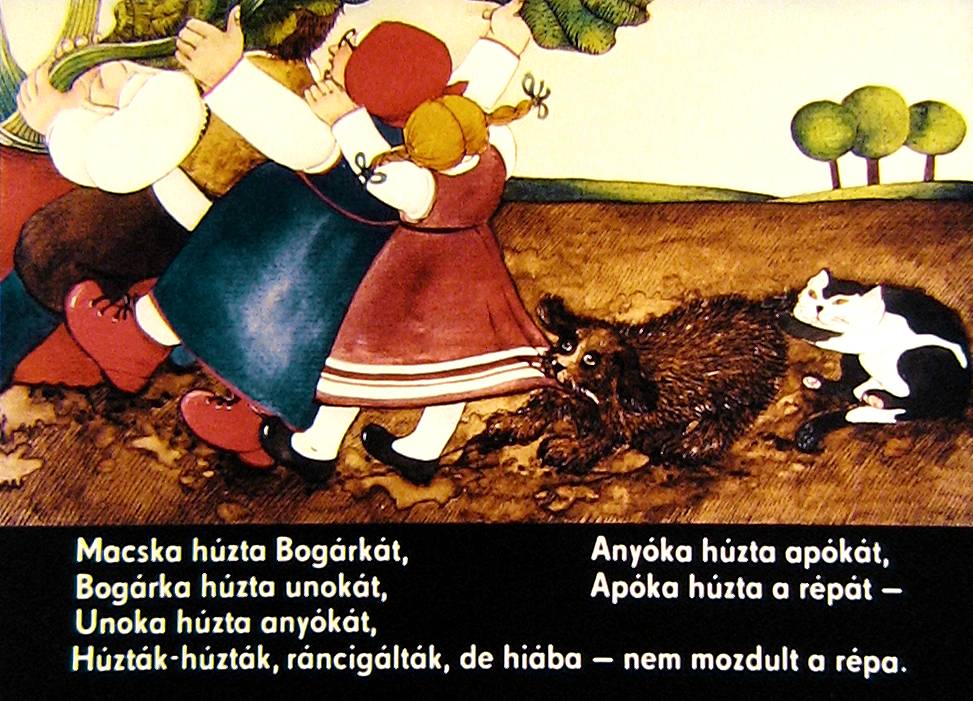 Macska húzta Bogárkát,
Bogárka húzta unokát,
Unoka húzta anyókát,
Anyóka húzta apókát,
Apóka húzta a répát –
Húzták-húzták, ráncigálták, de hiába – nem mozdult a répa.